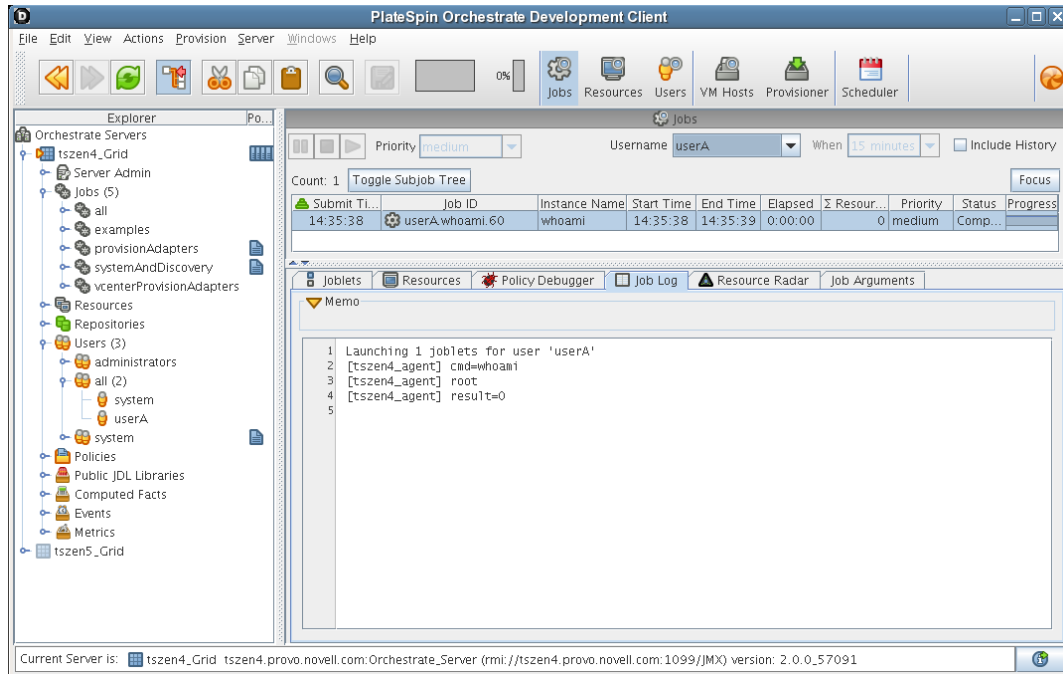 PlateSpin Orchestrate Development Client
File Edit View Actions Provision Server Windows Help
0%
Jobs Resources Users VM Hosts Provisioner Scheduler
Explorer Po...
Orchestrate Servers
tszen4_Grid
Server Admin
Jobs (5)
all
examples
provisionAdapters
systemAndDiscovery
vcenterProvisionAdapters
Resources
Repositories
Users (3)
administrators
all (2)
system
userA
system
Policies
Public JDL Libraries
Computed Facts
Events
Metrics
tszen5_Grid
Jobs
Priority medium Username userA When 15 minutes Include History
Count: 1 Toggle Subjob Tree Focus
Submit Ti... Job ID Instance Name Start Time End Time Elapsed Σ Resour... Priority Status Progress
14:35:38 userA.whoami.60 whoami 14:35:38 14:35:39 0:00:00 0 medium Comp...
Joblets Resources Policy Debugger Job Log Resource Radar Job Arguments
Memo
1 Launching 1 joblets for user 'userA'
2 [tszen4_agent] cmd=whoami
3 [tszen4_agent] root
4 [tszen4_agent] result=0
5
Current Server is: tszen4_Grid tszen4.provo.novell.com:Orchestrate_Server (rmi://tszen4.provo.novell.com:1099/JMX) version: 2.0.0_57091